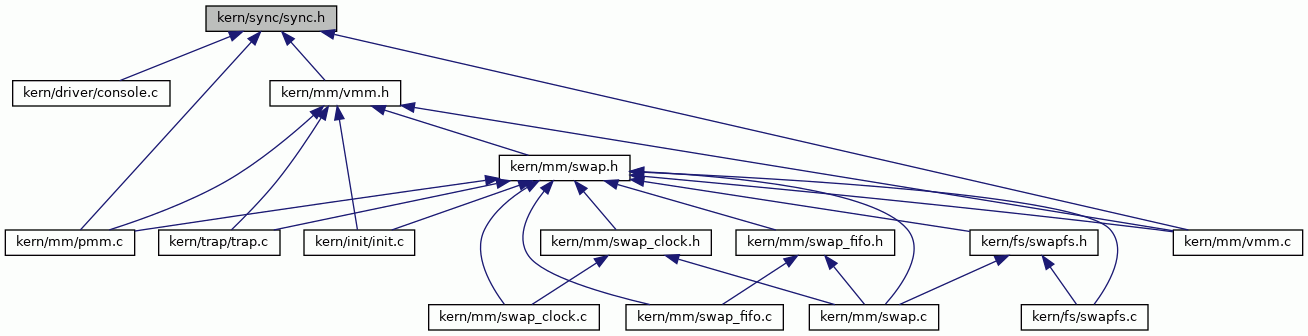 kern/sync/sync.h
kern/driver/console.c
kern/mm/vmm.h
kern/mm/swap.h
kern/mm/pmm.c
kern/trap/trap.c
kern/init/init.c
kern/mm/swap_clock.h
kern/mm/swap_fifo.h
kern/fs/swapfs.h
kern/mm/vmm.c
kern/mm/swap_clock.c
kern/mm/swap_fifo.c
kern/mm/swap.c
kern/fs/swapfs.c